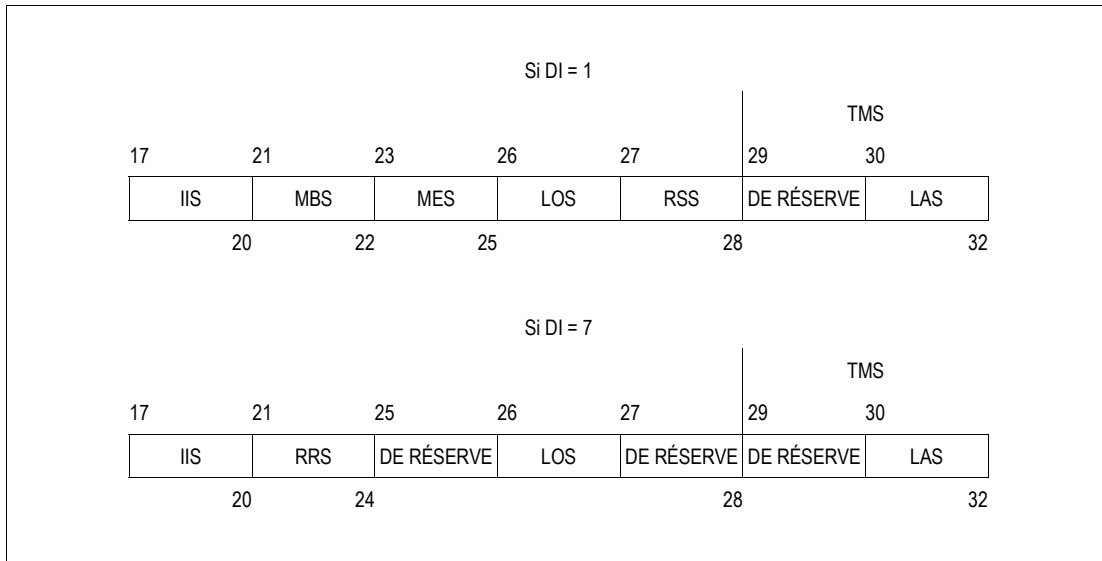 Si DI = 1
TMS
17 21 23 26 27 29 30
IIS MBS MES LOS RSS DE RÉSERVE LAS
20 22 25 28 32
Si DI = 7
TMS
17 21 25 26 27 29 30
IIS RRS DE RÉSERVE LOS DE RÉSERVE DE RÉSERVE LAS
20 24 28 32